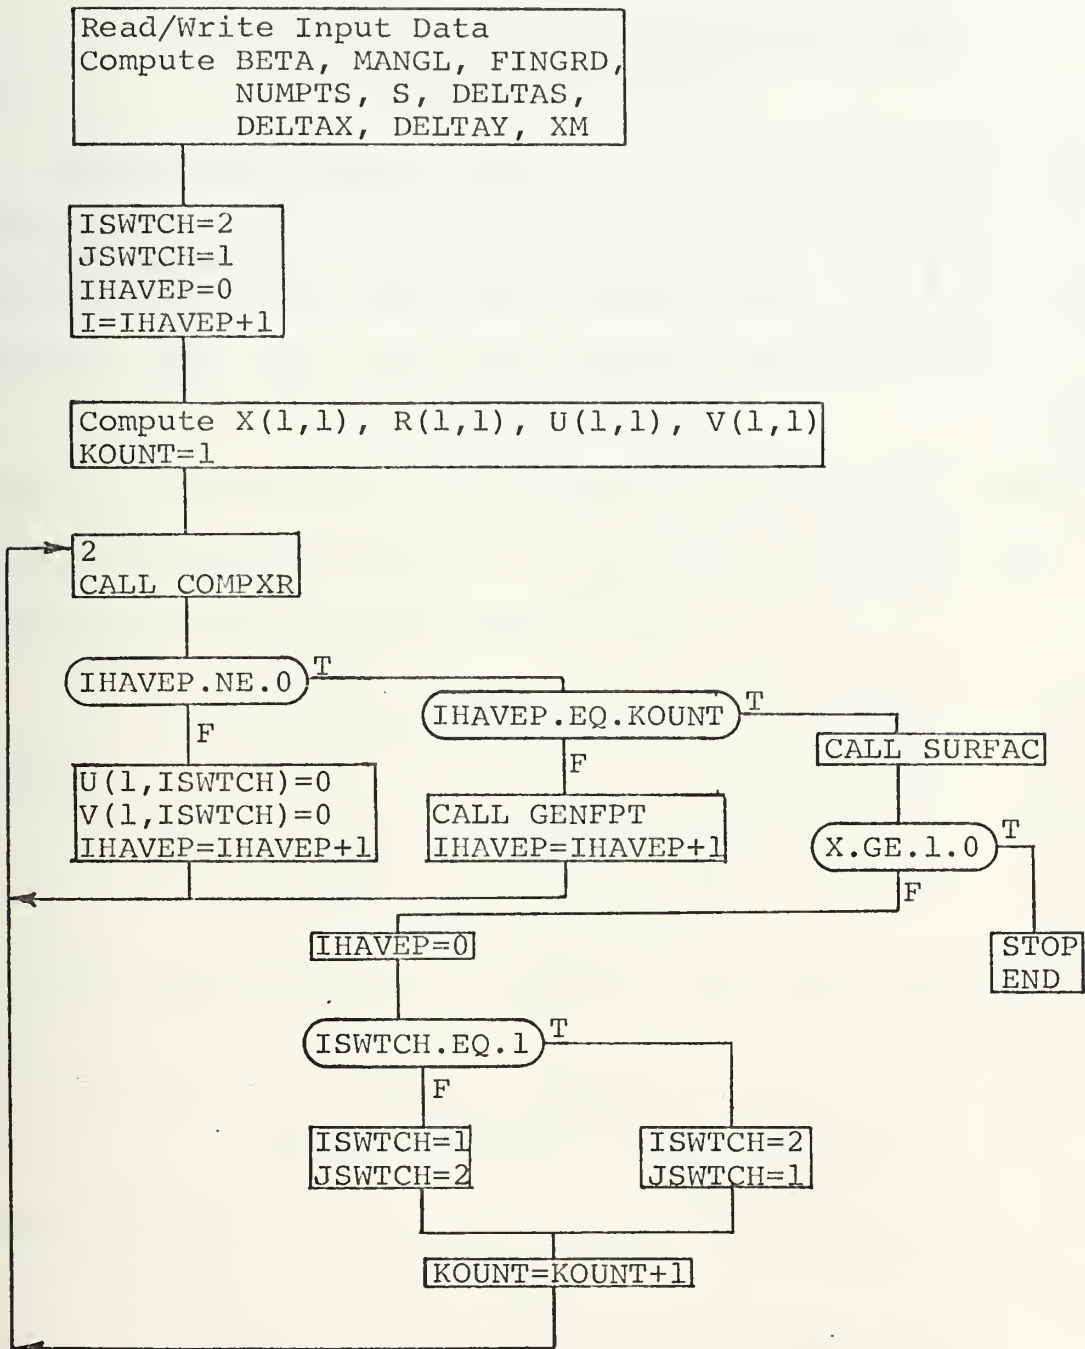 Read/Write Input Data
Compute BETA, MANGL, FINGRD,
NUMPTS, S, DELTAS,
DELTAX, DELTAY, XM
ISWTCH=2
JSWTCH=1
IHAVEP=0
I=IHAVEP+1
Compute X(1,1), R(1,1), U(1,1), V(1,1)
KOUNT=1
2
CALL COMPXR
IHAVEP.NE.0
T
F
IHAVEP.EQ.KOUNT
T
F
CALL SURFAC
U(1,ISWTCH)=0
V(1,ISWTCH)=0
IHAVEP=IHAVEP+1
CALL GENFPT
IHAVEP=IHAVEP+1
X.GE.1.0
T
F
STOP
END
IHAVEP=0
ISWTCH.EQ.1
T
F
ISWTCH=1
JSWTCH=2
ISWTCH=2
JSWTCH=1
KOUNT=KOUNT+1